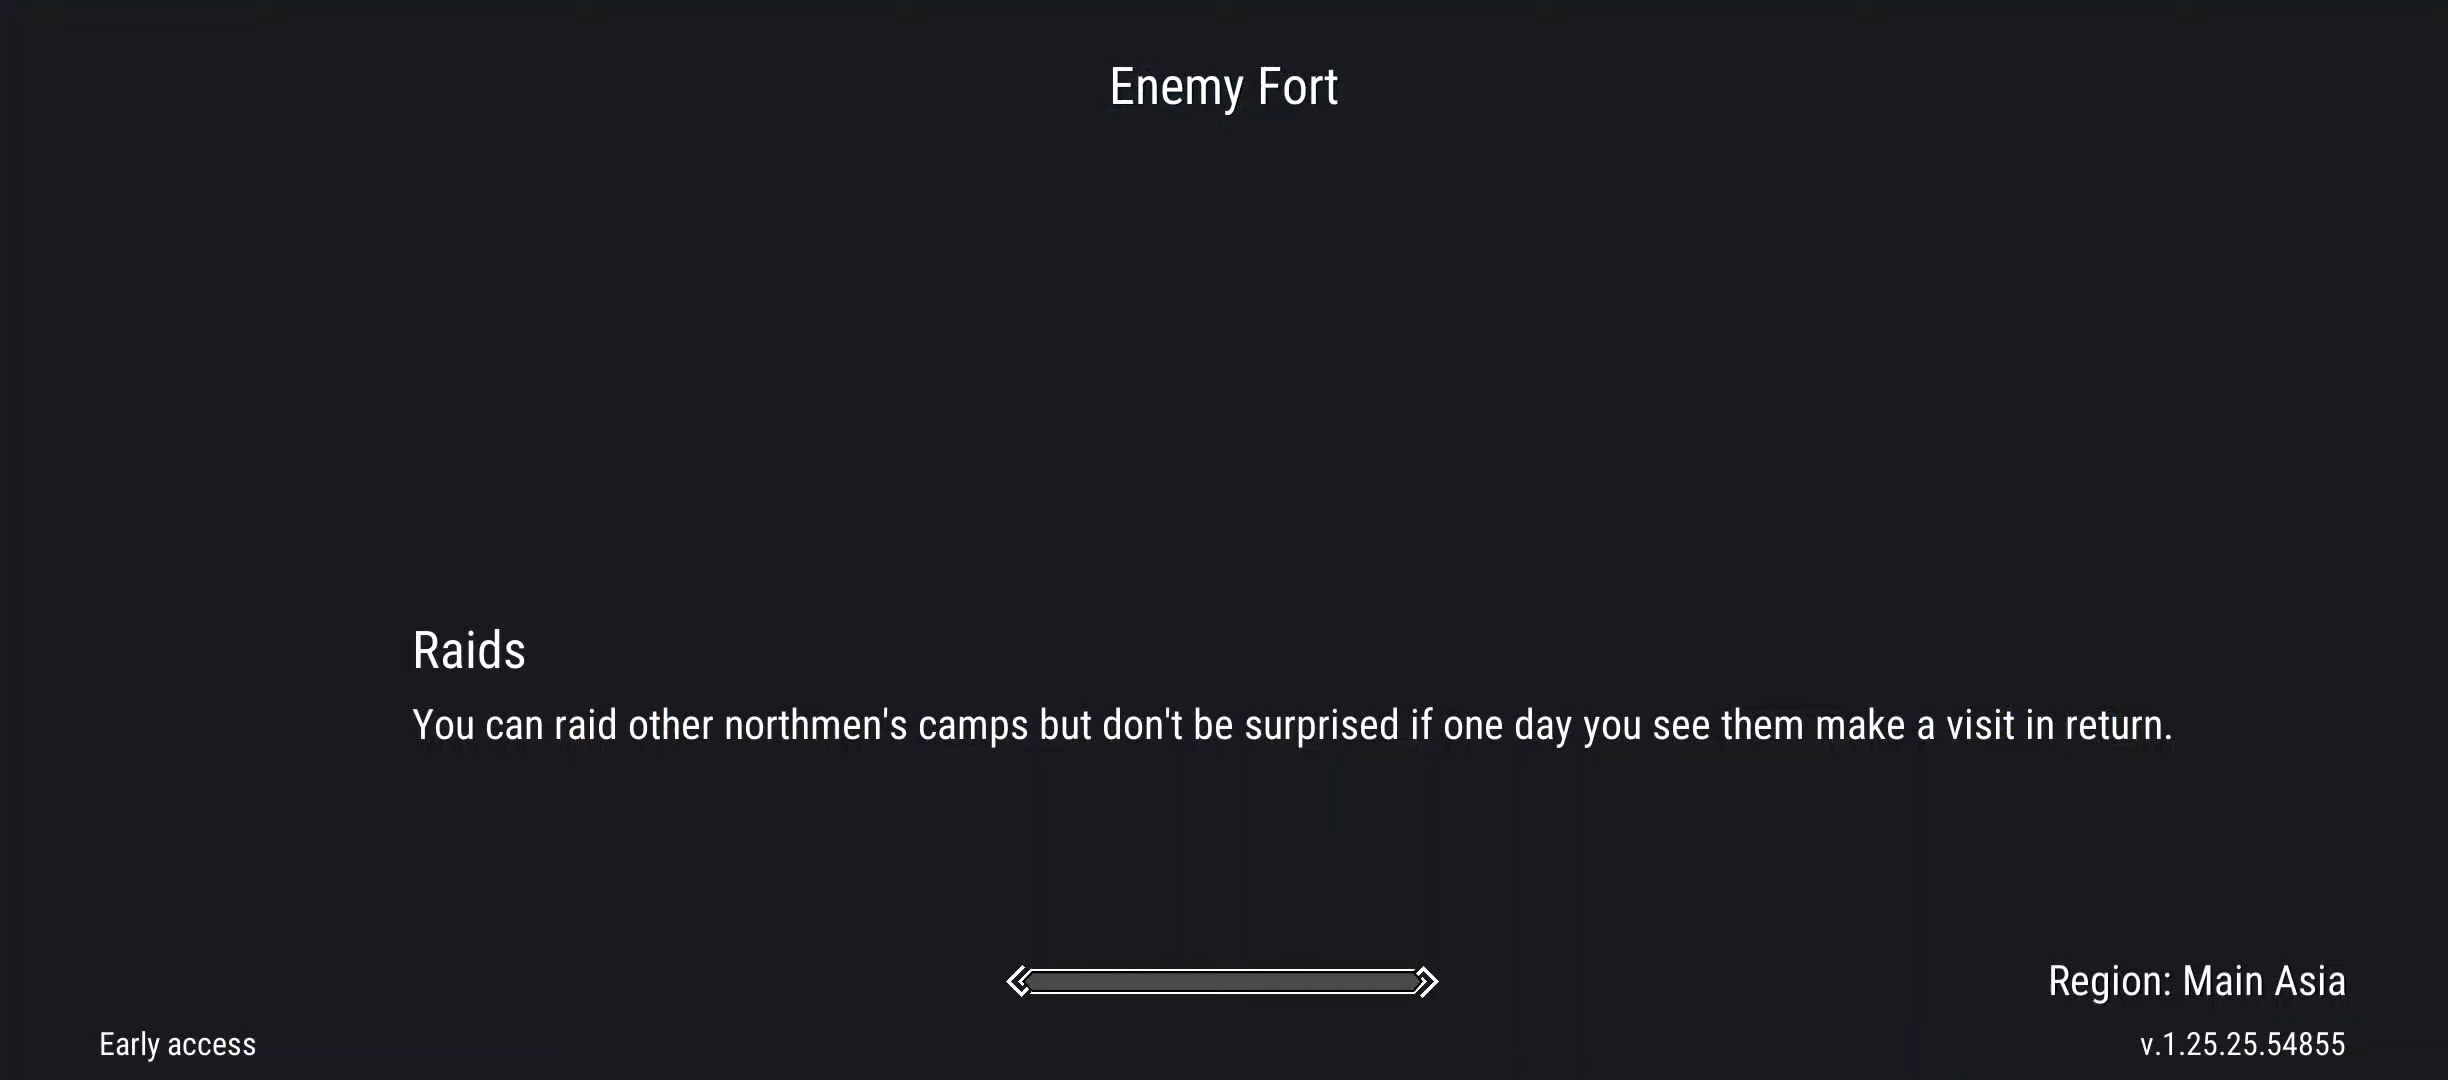 Enemy Fort
Raids
You can raid other northmen's camps but don't be surprised if one day you see them make a visit in return.
Region: Main Asia
Early access
v.1.25.25.54855